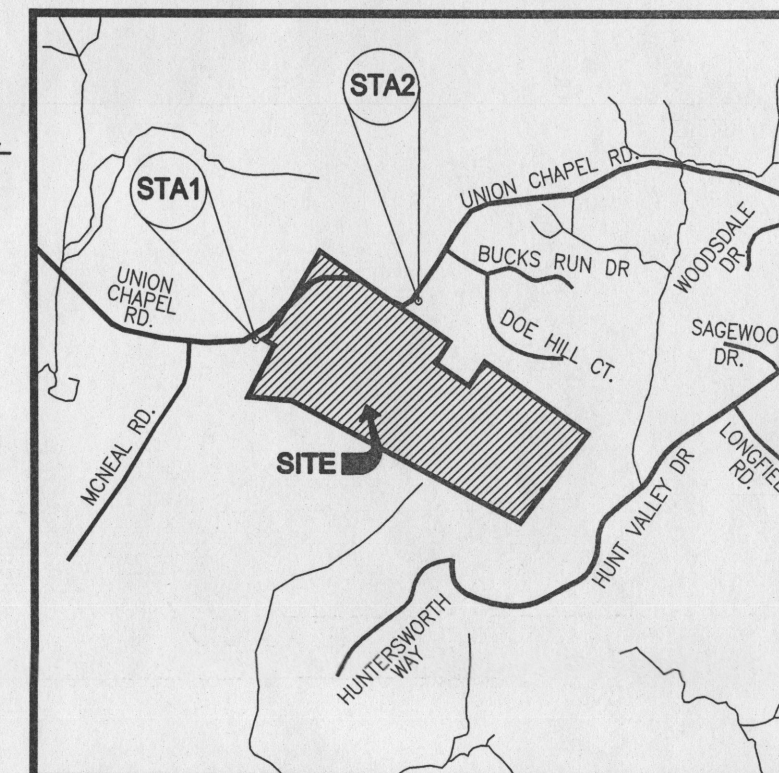 STA2
STA1
UNION CHAPEL RD.
UNION
CHAPEL
RD.
BUCKS RUN DR
WOODSDALE
DR.
DOE HILL CT.
SAGEWOO
DR.
MCNEAL RD.
SITE
LONGFIEL
RD.
HUNT VALLEY DR
HUNTERSWORTH
WAY